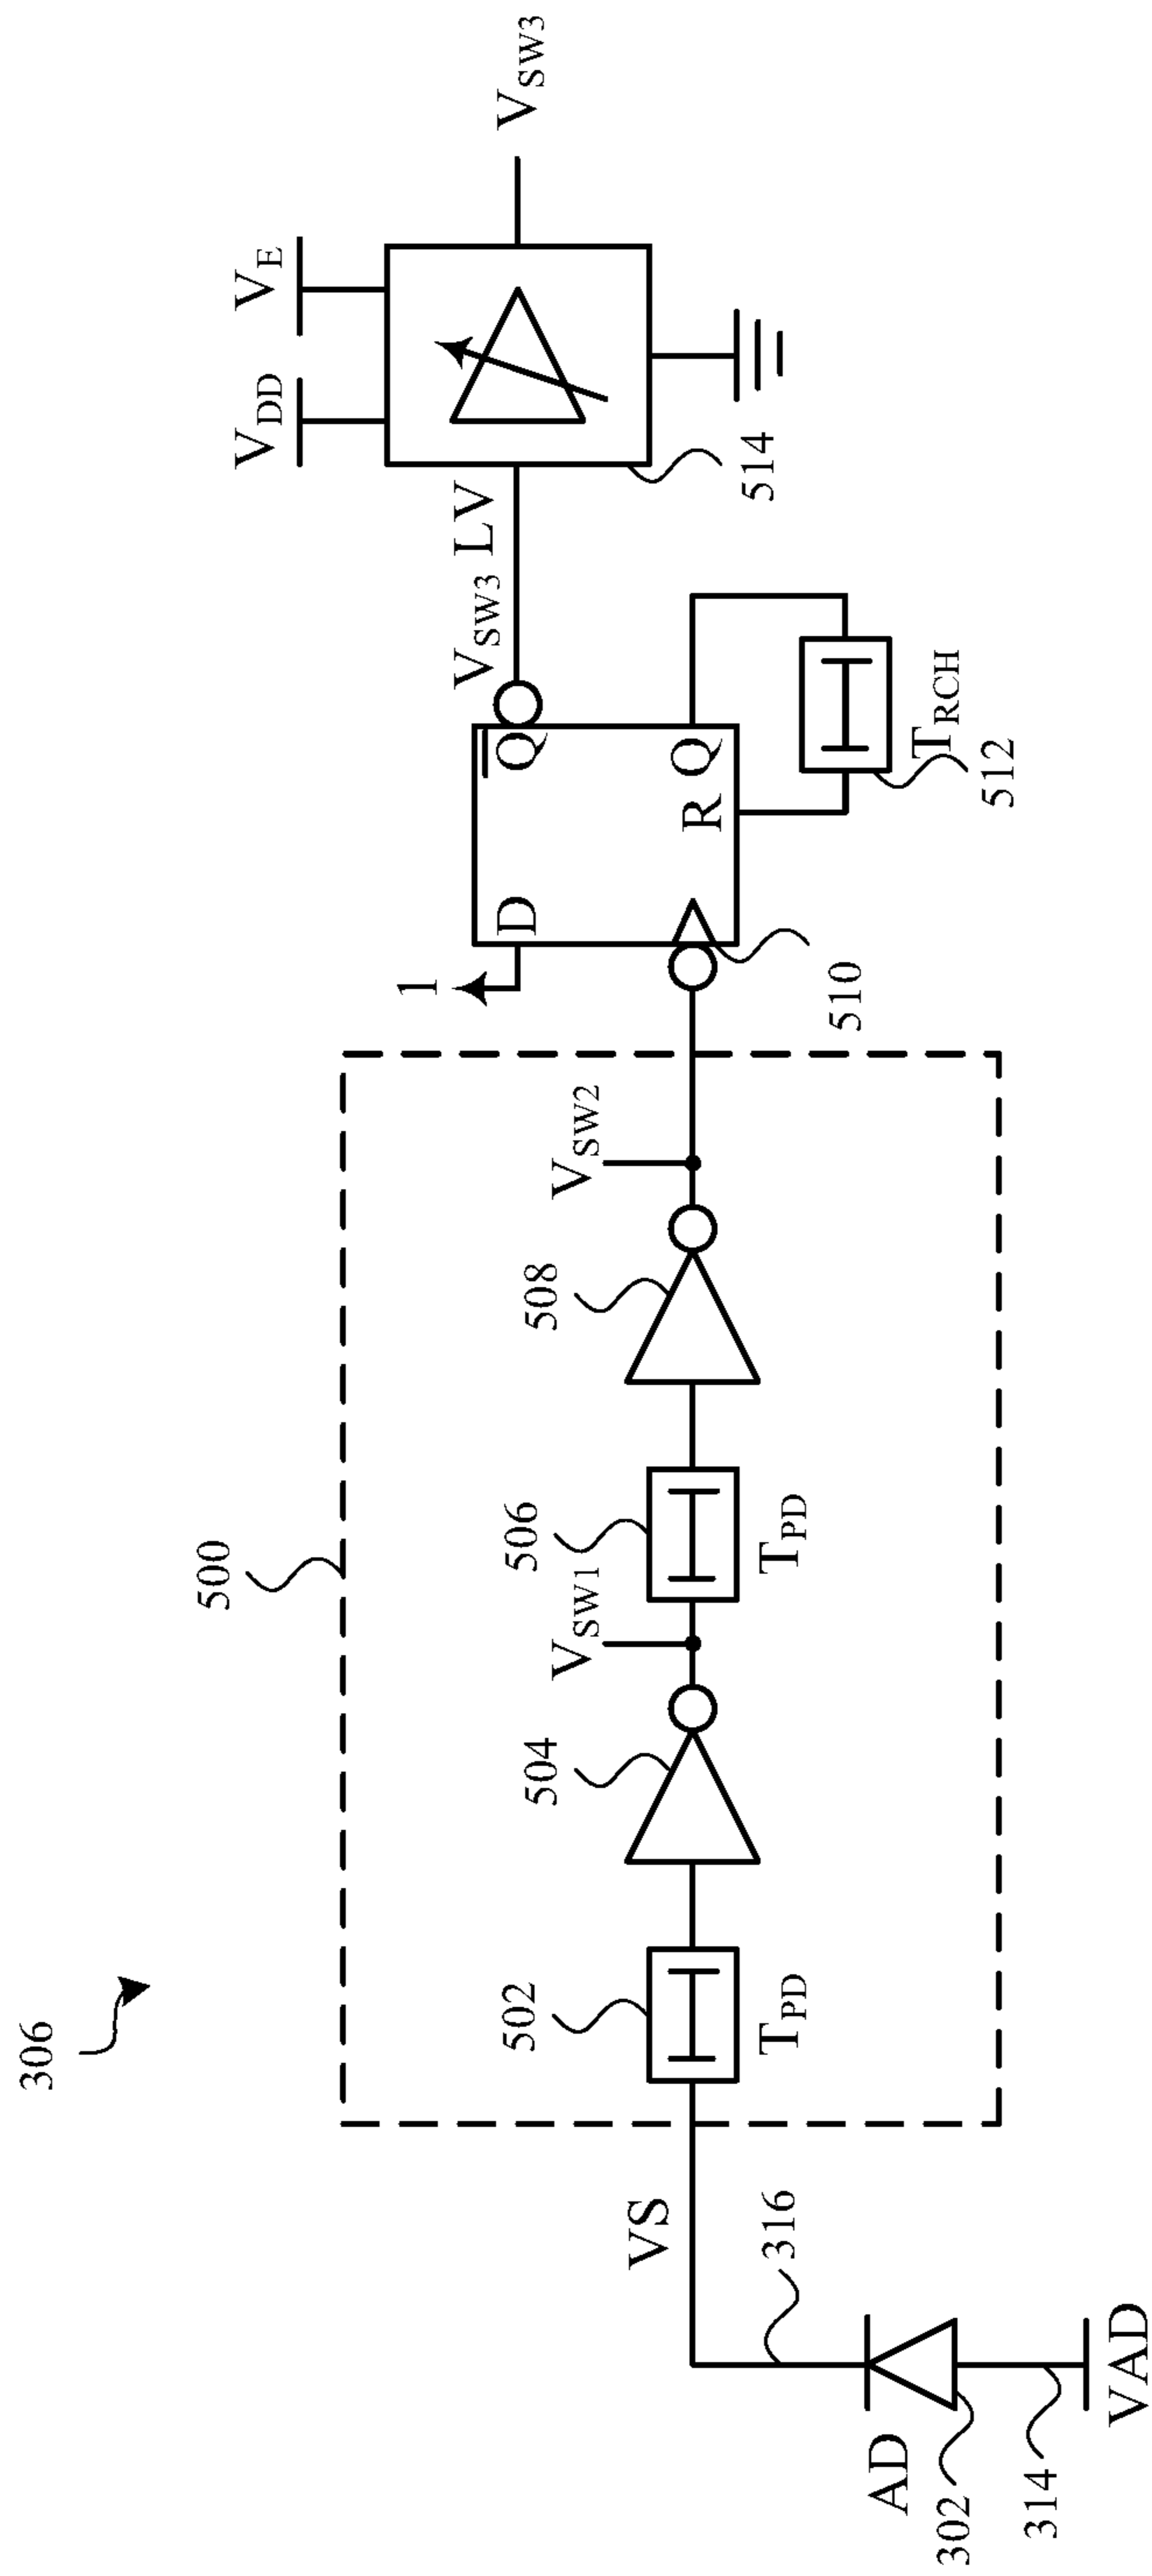 306
500
VS
316
AD
302
314
VAD
502
T_PD
504
V_SW1
506
T_PD
508
V_SW2
1
D
Q̅
R
Q
510
T_RCH
512
V_SW3 LV
V_DD
V_E
514
V_SW3